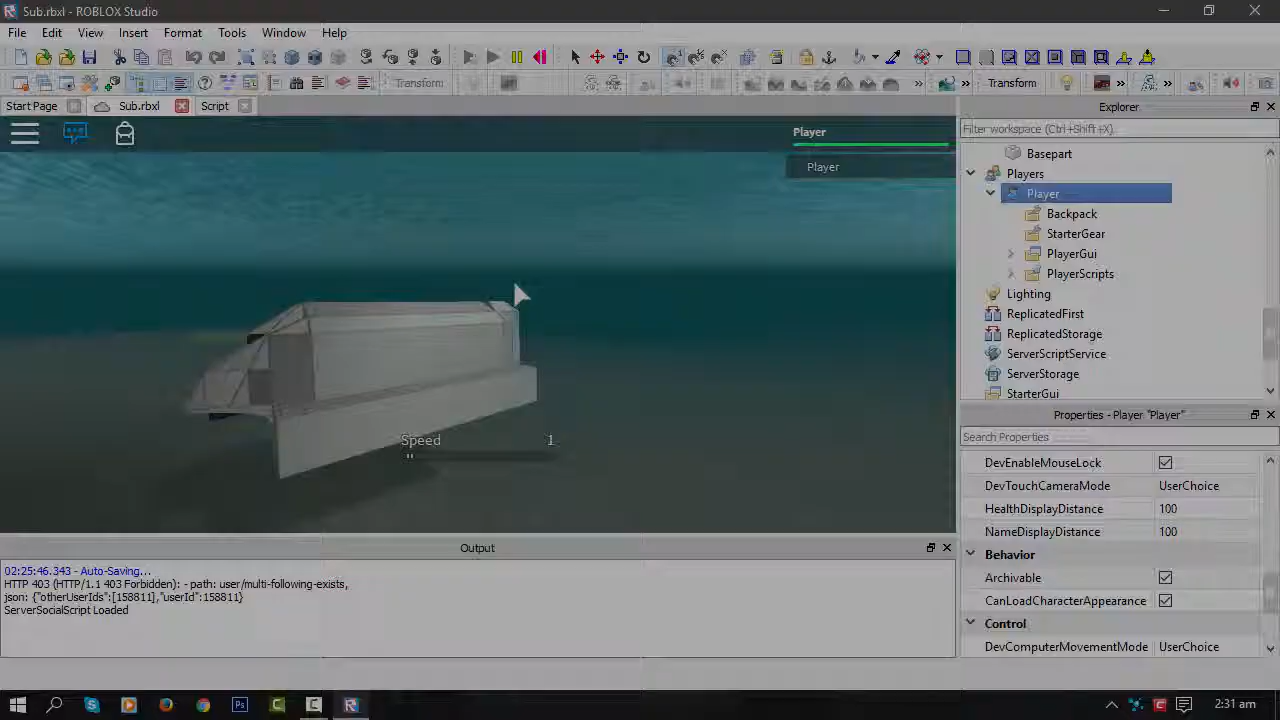 Sub.rbxl - ROBLOX Studio
File Edit View Insert Format Tools Window Help
Transform
Transform
Start Page Sub.rbxl Script
Explorer
Player
Filter workspace (Ctrl+Shift+X)
Player
Basepart
Players
Player
Backpack
StarterGear
PlayerGui
PlayerScripts
Lighting
ReplicatedFirst
ReplicatedStorage
ServerScriptService
ServerStorage
StarterGui
Speed 1
Properties - Player "Player"
Search Properties
DevEnableMouseLock
DevTouchCameraMode UserChoice
HealthDisplayDistance 100
NameDisplayDistance 100
Behavior
Archivable
CanLoadCharacterAppearance
Control
DevComputerMovementMode UserChoice
Output
02:25:46.343 - Auto-Saving...
HTTP 403 (HTTP/1.1 403 Forbidden): - path: user/multi-following-exists,
json: {"otherUserIds":[158811],"userId":158811}
ServerSocialScript Loaded
2:31 am